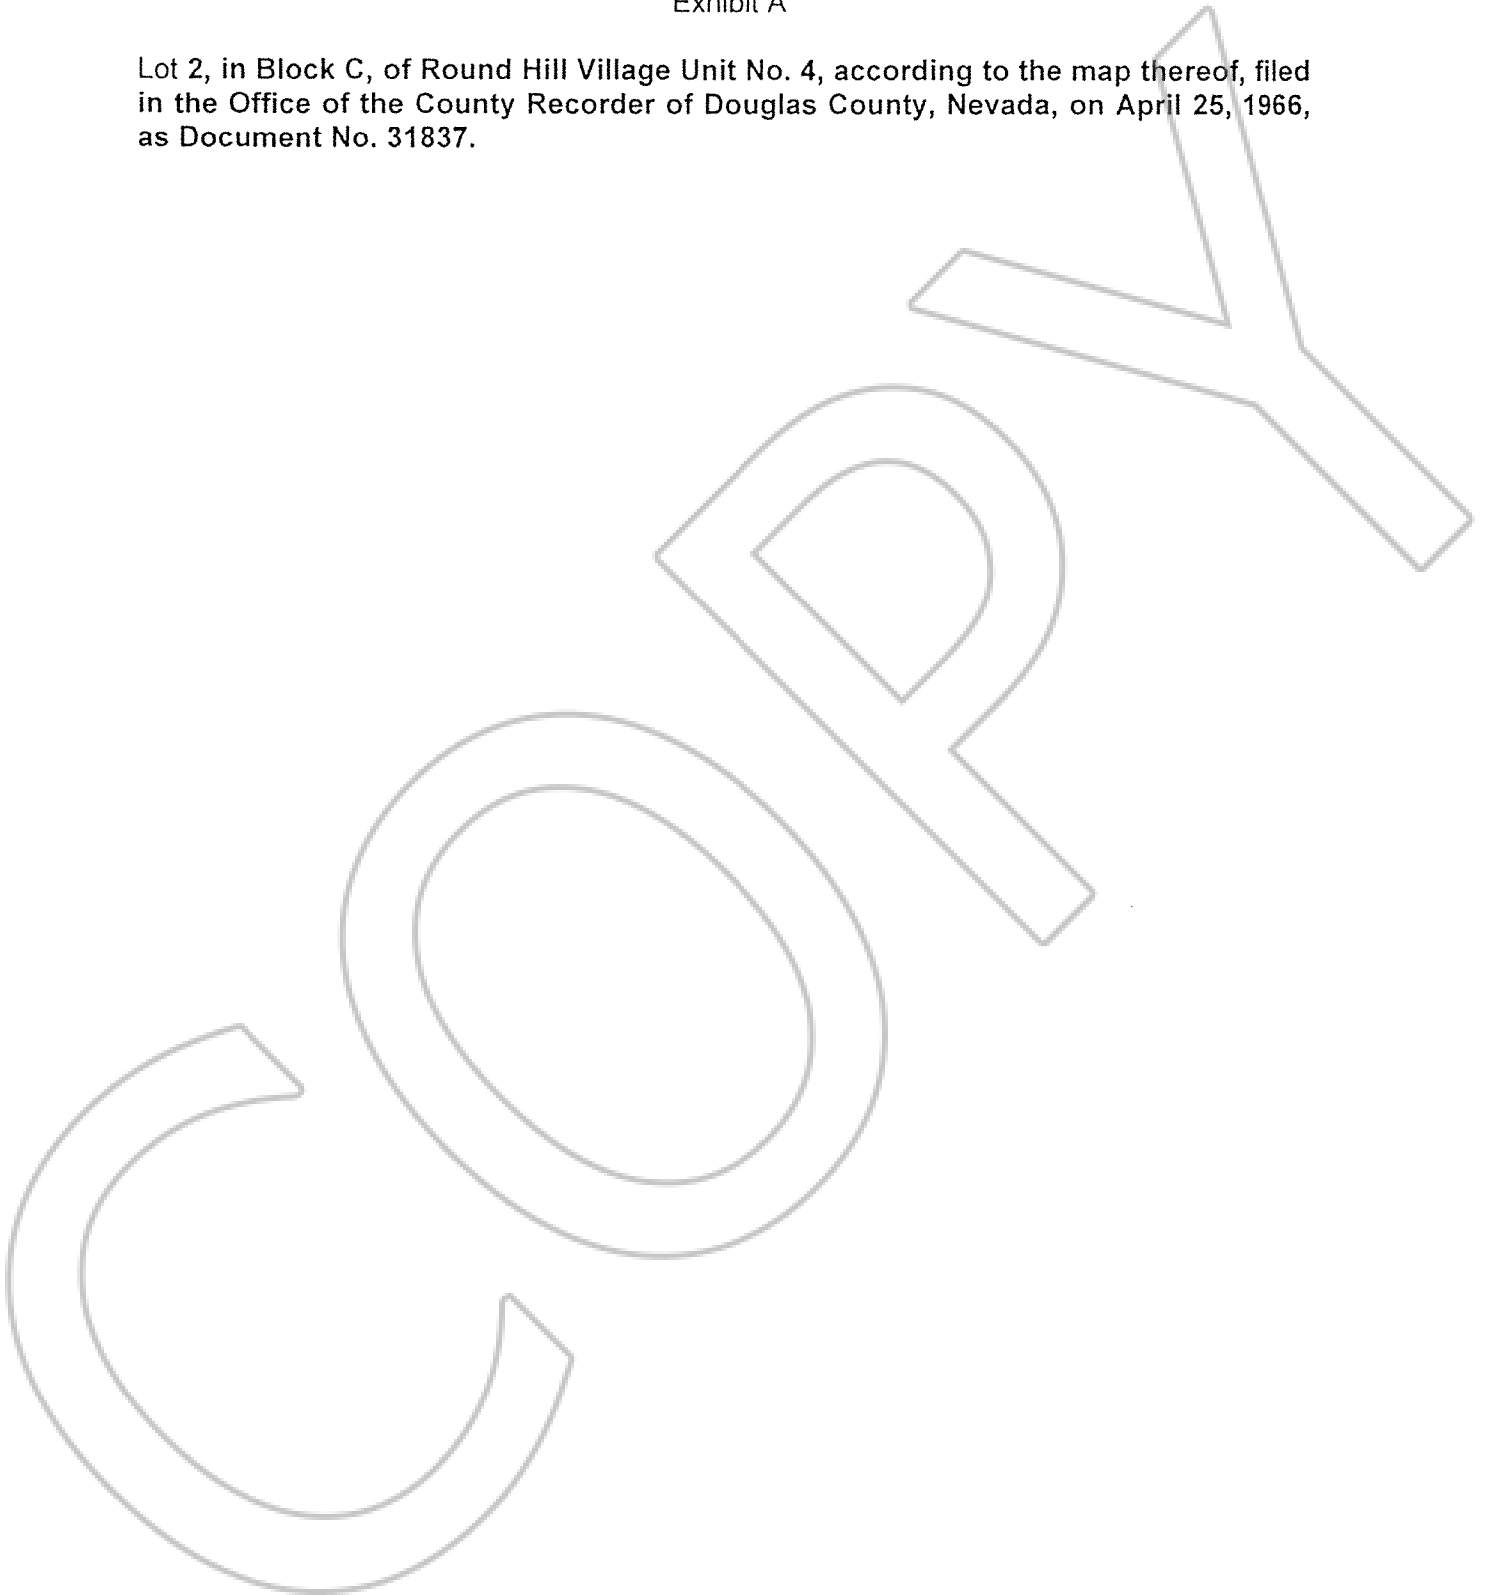 Exhibit A
Lot 2, in Block C, of Round Hill Village Unit No. 4, according to the map thereof, filed
in the Office of the County Recorder of Douglas County, Nevada, on April 25, 1966,
as Document No. 31837.
COPY